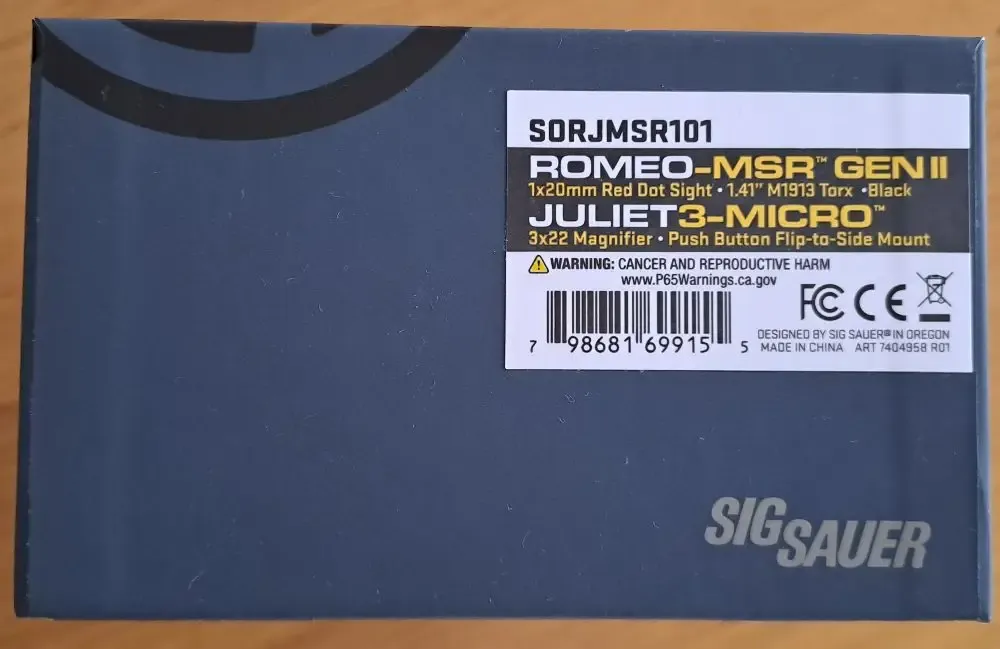 SORJMSR101
ROMEO-MSR™ GEN II
1x20mm Red Dot Sight • 1.41" M1913 Torx •Black
JULIET3-MICRO™
3x22 Magnifier • Push Button Flip-to-Side Mount
WARNING: CANCER AND REPRODUCTIVE HARM
www.P65Warnings.ca.gov
FC CE
7 98681 69915 5
DESIGNED BY SIG SAUER® IN OREGON
MADE IN CHINA ART 7404958 R01
SIG SAUER